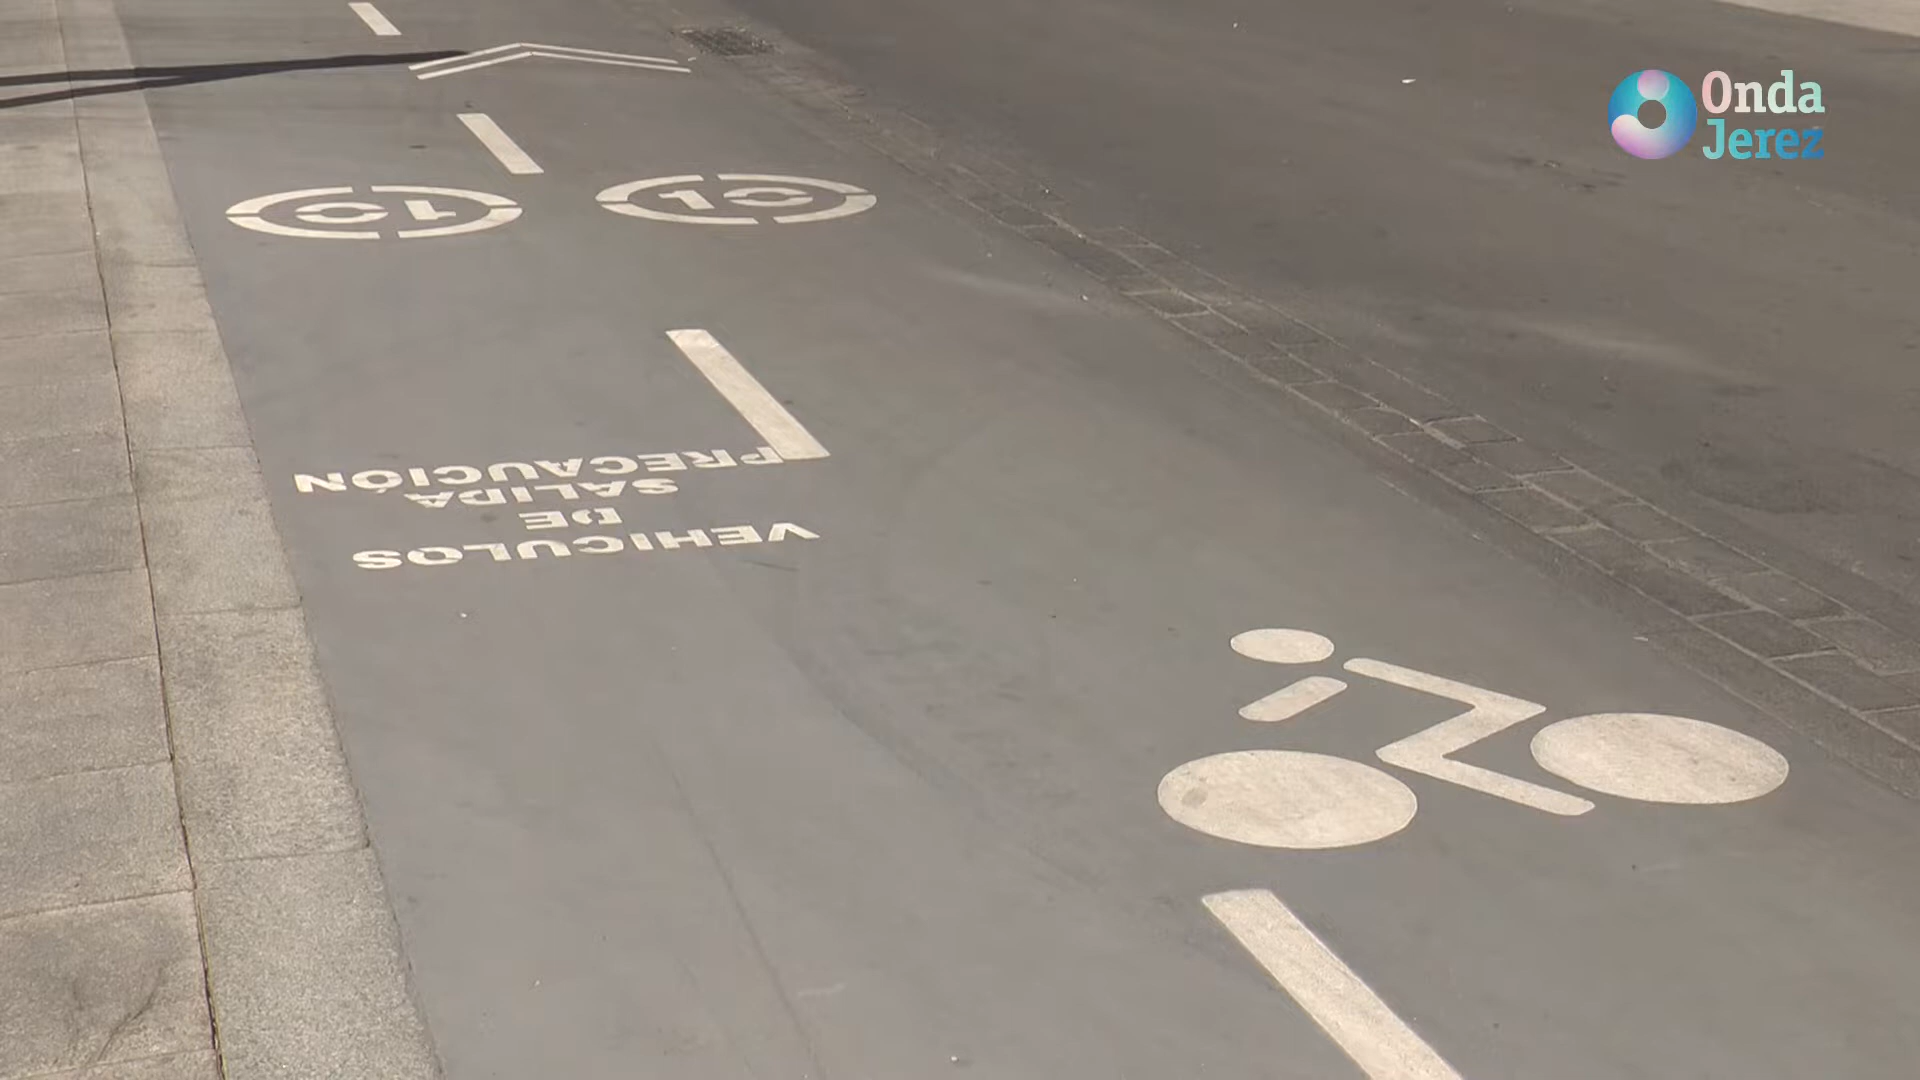 Onda
Jerez
10
10
PRECAUCIÓN
SALIDA
DE
VEHICULOS